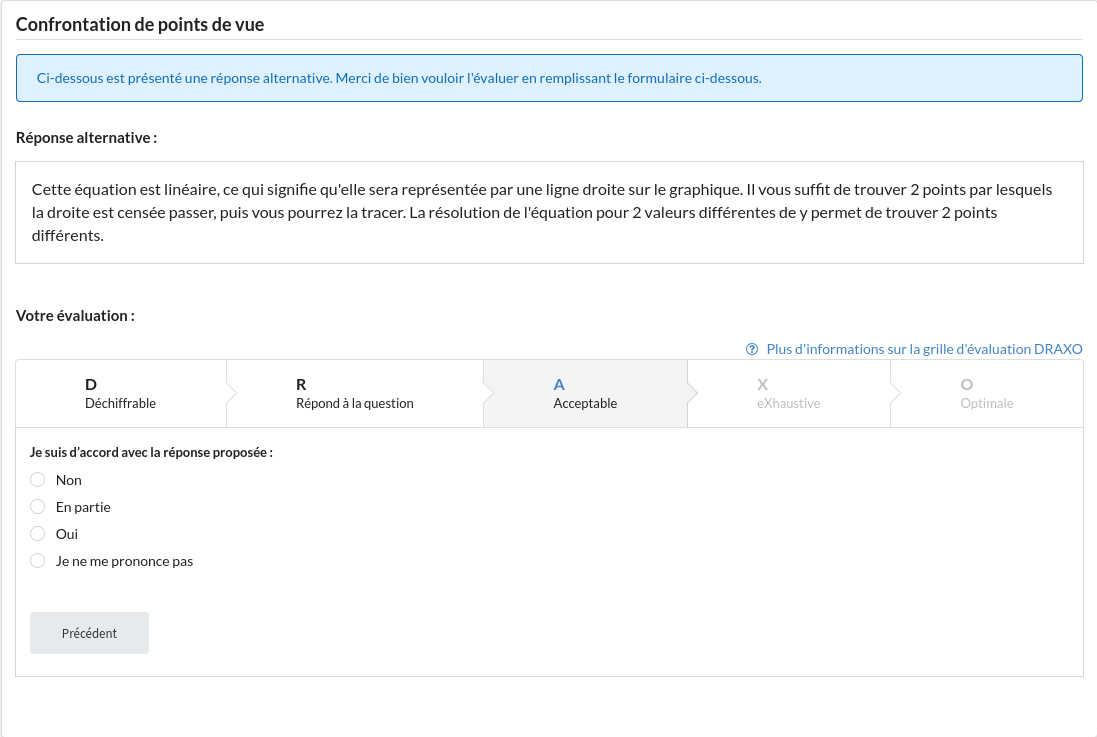 Confrontation de points de vue
Ci-dessous est présenté une réponse alternative. Merci de bien vouloir l'évaluer en remplissant le formulaire ci-dessous.
Réponse alternative :
Cette équation est linéaire, ce qui signifie qu'elle sera représentée par une ligne droite sur le graphique. Il vous suffit de trouver 2 points par lesquels
la droite est censée passer, puis vous pourrez la tracer. La résolution de l'équation pour 2 valeurs différentes de y permet de trouver 2 points
différents.
Votre évaluation :
Plus d'informations sur la grille d'évaluation DRAXO
D
Déchiffrable
R
Répond à la question
A
Acceptable
X
eXhaustive
O
Optimale
Je suis d'accord avec la réponse proposée :
Non
En partie
Oui
Je ne me prononce pas
Précédent